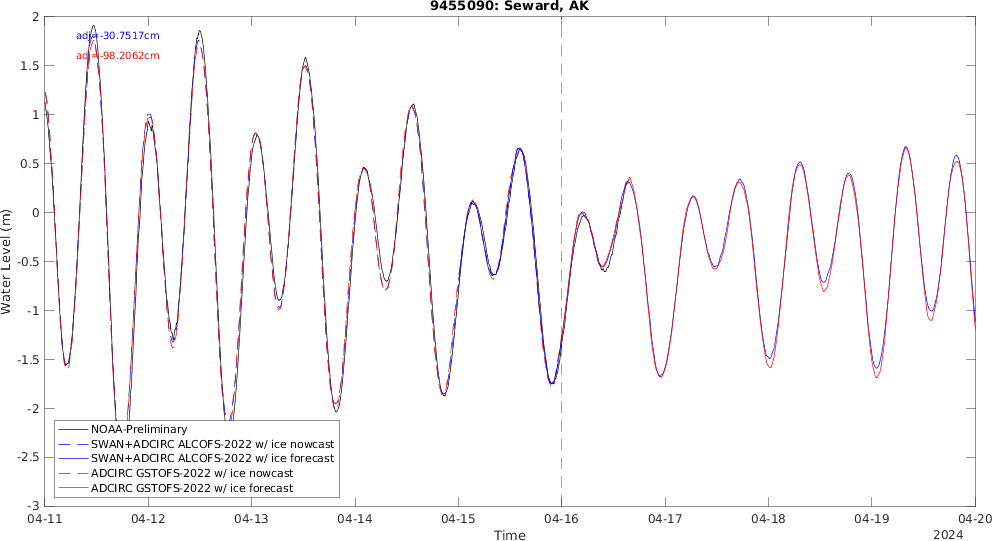 9455090: Seward, AK
adj=-30.7517cm
adj=-98.2062cm
Water Level (m)
2
1.5
1
0.5
0
-0.5
-1
-1.5
-2
-2.5
-3
NOAA-Preliminary
SWAN+ADCIRC ALCOFS-2022 w/ ice nowcast
SWAN+ADCIRC ALCOFS-2022 w/ ice forecast
ADCIRC GSTOFS-2022 w/ ice nowcast
ADCIRC GSTOFS-2022 w/ ice forecast
04-11 04-12 04-13 04-14 04-15 04-16 04-17 04-18 04-19 04-20
Time
2024